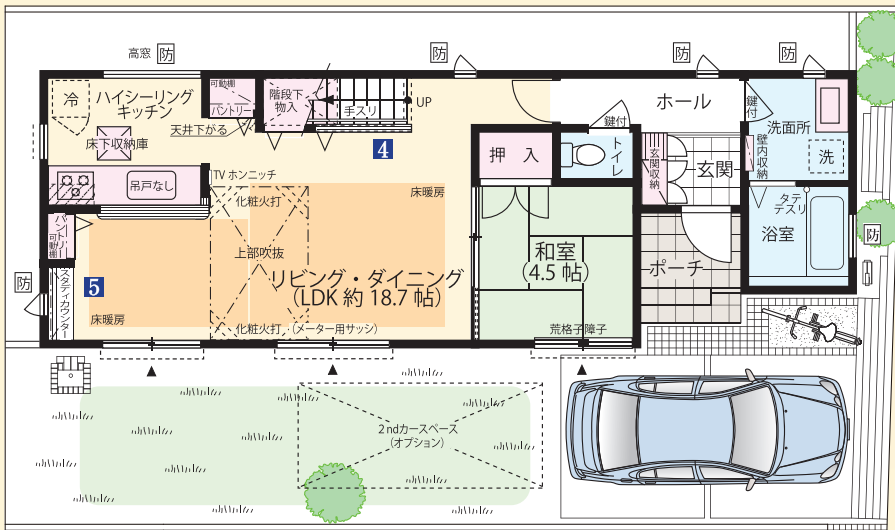 高窓
防
防
防
防
冷
ハイシーリング
キッチン
可動棚
パントリー
階段下
物入
手スリ
UP
天井下がる
床下収納庫
吊戸なし
4
ホール
鍵付
鍵付
洗面所
洗
壁内収納
押 入
トイレ
玄関収納
玄関
TV ホンニッチ
化粧火打
床暖房
上部吹抜
リビング・ダイニング
(LDK 約 18.7 帖)
和室
(4.5 帖)
ポーチ
タテ
テスリ
浴室
防
パントリー
可動棚
5
防
スタディカウンター
床暖房
化粧火打
(メーター用サッシ)
荒格子障子
2ndカースペース
(オプション)